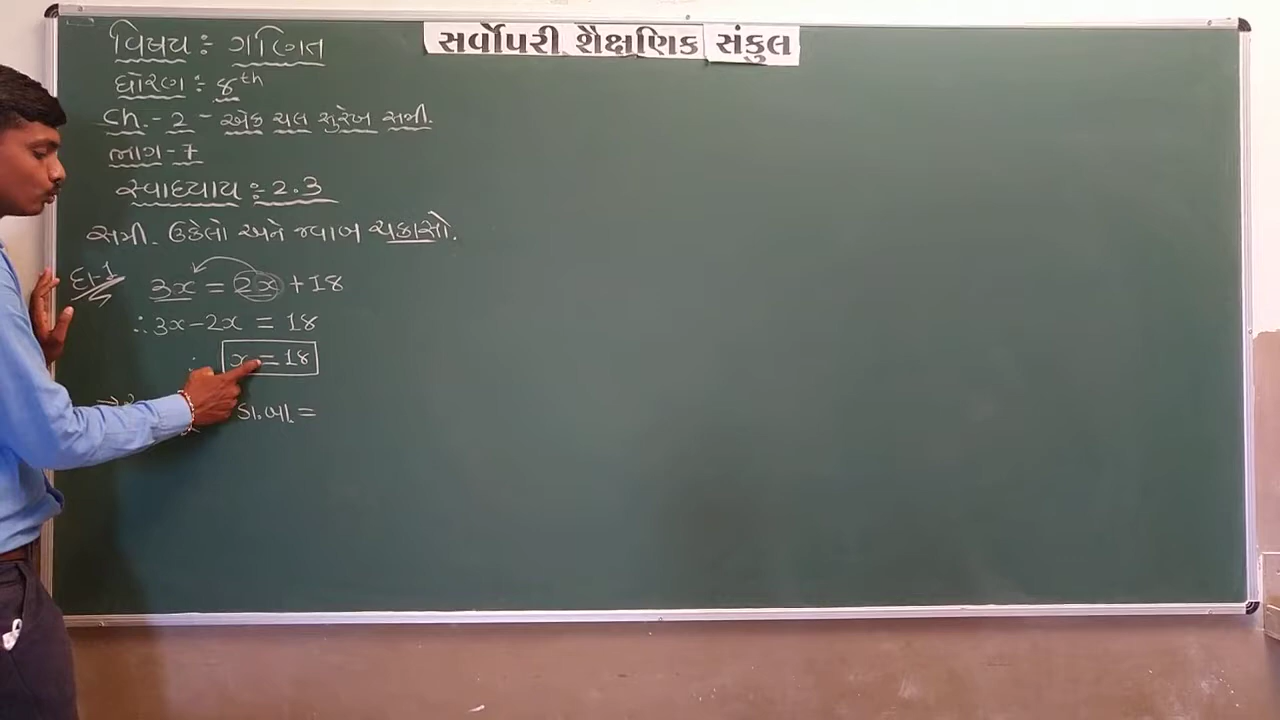 સર્વોપરી શૈક્ષણિક સંકુલ
વિષય : ગણિત
ધોરણ : 8th
Ch. - 2 - એક ચલ સુરેખ સમી.
ભાગ - 7
સ્વાધ્યાય : 2.3
સમી. ઉકેલો અને જવાબ ચકાસો.
દા-1 3x = 2x + 18
∴ 3x - 2x = 18
∴ x = 18
ડા.બા. =